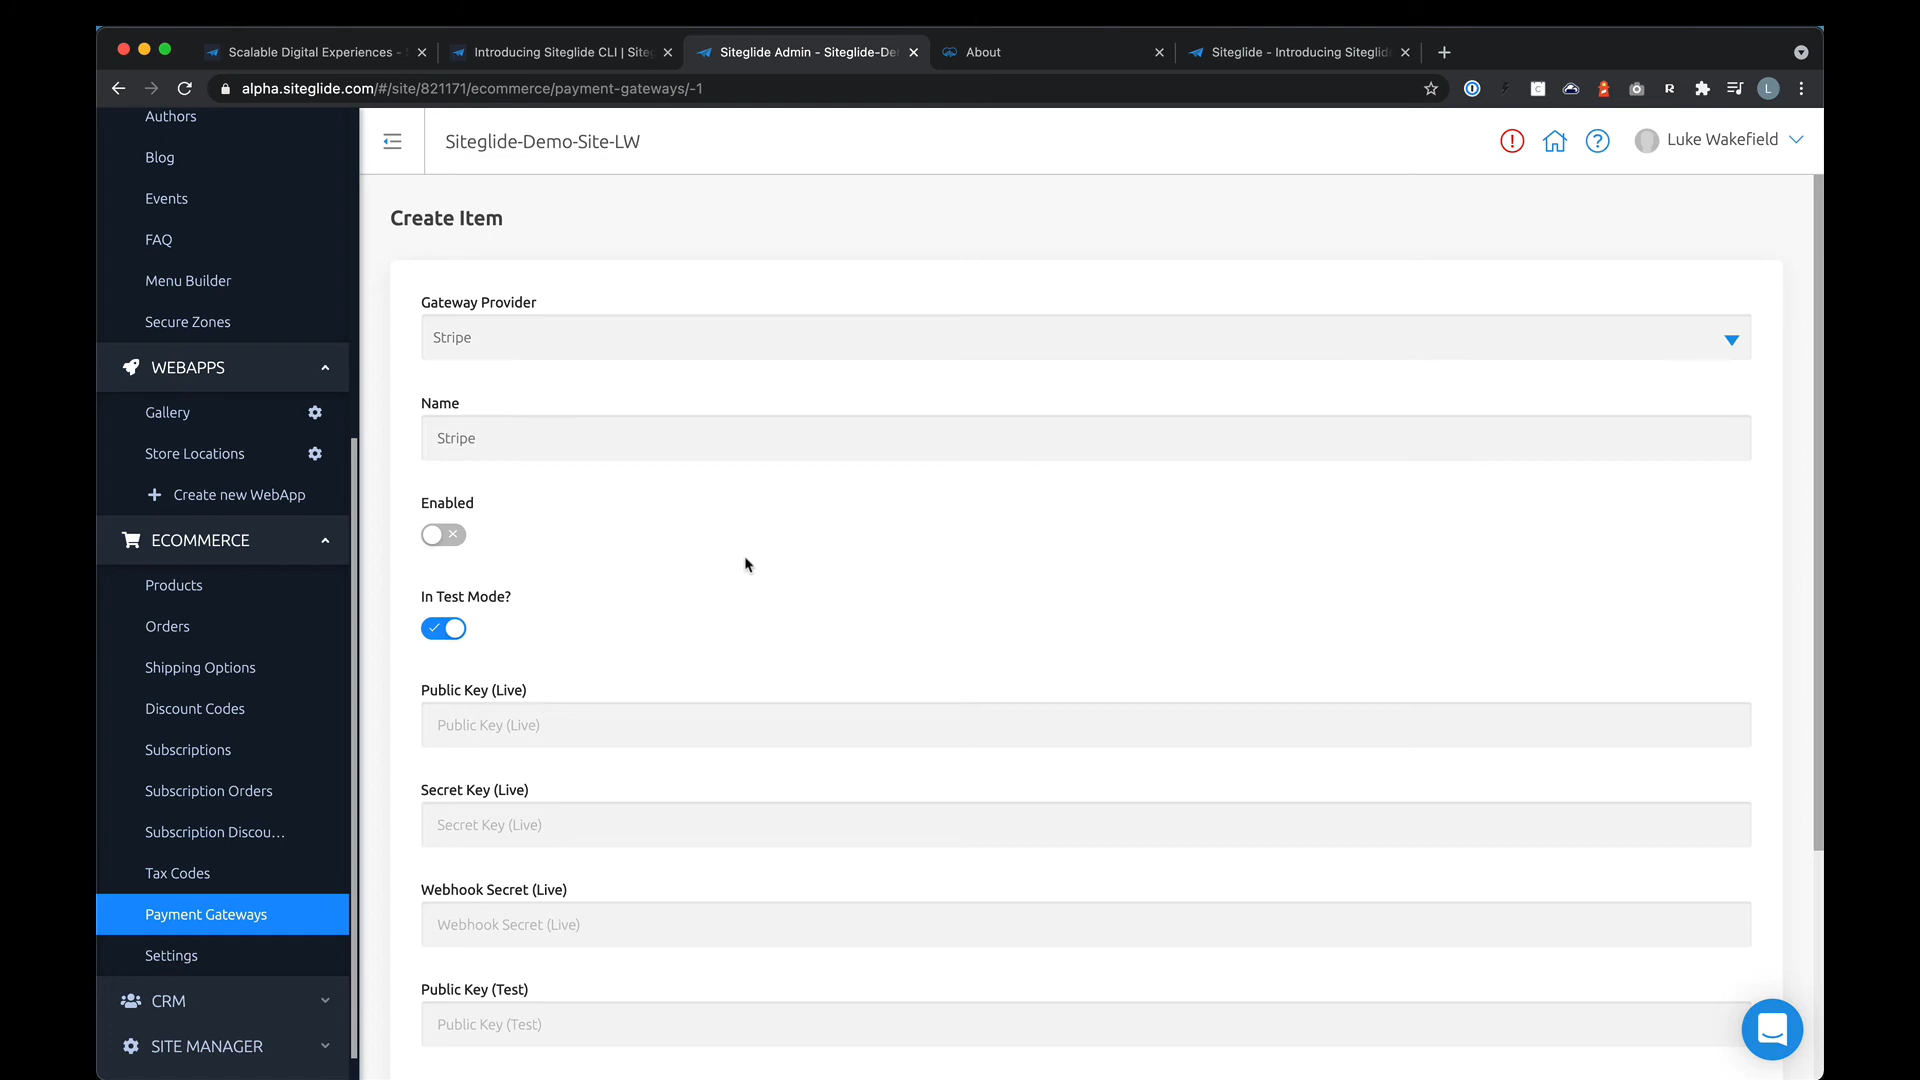 Scalable Digital Experiences -
Introducing Siteglide CLI | Siteg
Siteglide Admin - Siteglide-De
About
Siteglide - Introducing Siteglid
alpha.siteglide.com/#/site/821171/ecommerce/payment-gateways/-1
L
Authors
Blog
Events
FAQ
Menu Builder
Secure Zones
WEBAPPS
Gallery
Store Locations
Create new WebApp
ECOMMERCE
Products
Orders
Shipping Options
Discount Codes
Subscriptions
Subscription Orders
Subscription Discou...
Tax Codes
Payment Gateways
Settings
CRM
SITE MANAGER
Siteglide-Demo-Site-LW
Luke Wakefield
Create Item
Gateway Provider
Stripe
Name
Stripe
Enabled
In Test Mode?
Public Key (Live)
Public Key (Live)
Secret Key (Live)
Secret Key (Live)
Webhook Secret (Live)
Webhook Secret (Live)
Public Key (Test)
Public Key (Test)